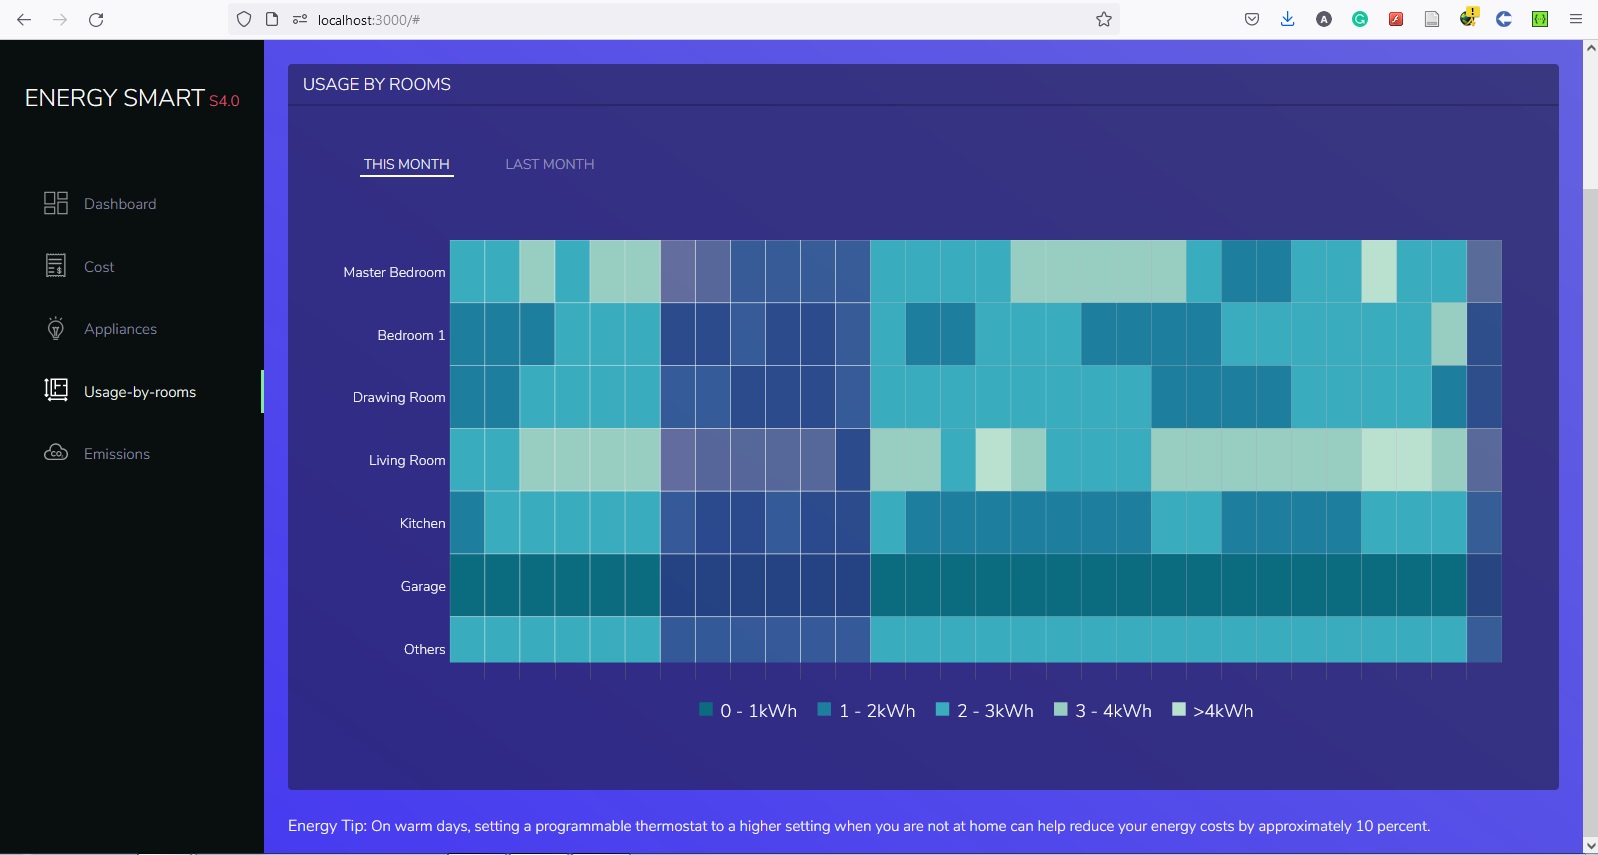 localhost:3000/#
ENERGY SMART S4.0
Dashboard
Cost
Appliances
Usage-by-rooms
Emissions
USAGE BY ROOMS
THIS MONTH LAST MONTH
Master Bedroom
Bedroom 1
Drawing Room
Living Room
Kitchen
Garage
Others
0 - 1kWh 1 - 2kWh 2 - 3kWh 3 - 4kWh >4kWh
Energy Tip: On warm days, setting a programmable thermostat to a higher setting when you are not at home can help reduce your energy costs by approximately 10 percent.